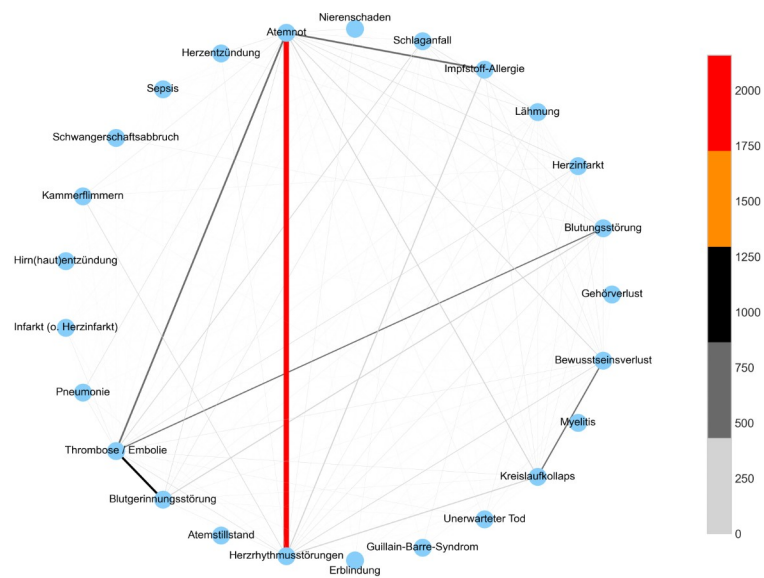 Nierenschaden
Atemnot
Schlaganfall
Herzentzündung
Impfstoff-Allergie
Sepsis
Lähmung
Schwangerschaftsabbruch
Herzinfarkt
Kammerflimmern
Blutungsstörung
Hirn(haut)entzündung
Gehörverlust
Infarkt (o. Herzinfarkt)
Bewusstseinsverlust
Pneumonie
Myelitis
Thrombose / Embolie
Kreislaufkollaps
Blutgerinnungsstörung
Unerwarteter Tod
Atemstillstand
Guillain-Barre-Syndrom
Herzrhythmusstörungen
Erblindung
2000
1750
1500
1250
1000
750
500
250
0